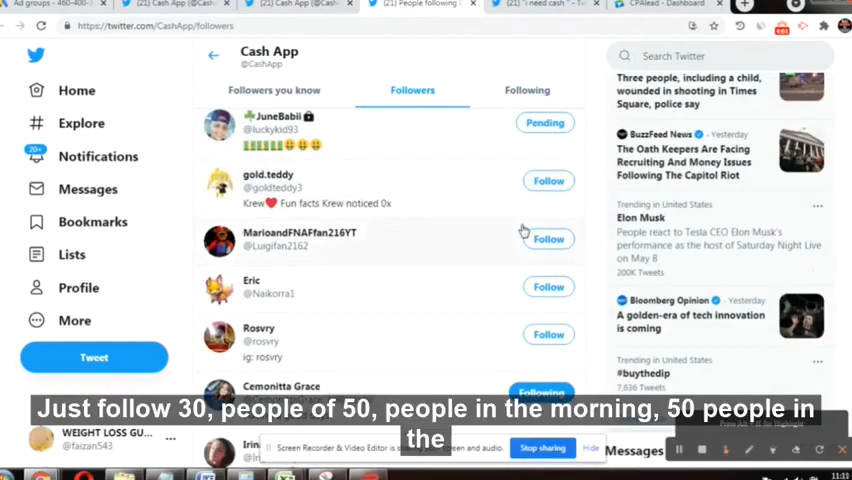 Ad groups - 460-400-
(21) Cash App (@Cash
(21) Cash App (@Cash
(21) People following
(21) "i need cash"
CPAlead - Dashboard
https://twitter.com/CashApp/followers
Cash App
@CashApp
Followers you know
Followers
Following
Home
Explore
20+
Notifications
Messages
Bookmarks
Lists
Profile
More
Tweet
WEIGHT LOSS GU...
@faizan543
JuneBabii
@luckykid93
Pending
gold.teddy
@goldteddy3
Krew❤️ Fun facts Krew noticed 0x
Follow
MarioandFNAFfan216YT
@Luigifan2162
Follow
Eric
@Naikorra1
Follow
Rosvry
@rosvry
ig: rosvry
Follow
Cemonitta Grace
Following
Irin
Search Twitter
Three people, including a child,
wounded in shooting in Times
Square, police say
BuzzFeed News · Yesterday
The Oath Keepers Are Facing
Recruiting And Money Issues
Following The Capitol Riot
Trending in United States
Elon Musk
People react to Tesla CEO Elon Musk's
performance as the host of Saturday Night Live
on May 8
200K Tweets
Bloomberg Opinion · Yesterday
A golden-era of tech innovation
is coming
Trending in United States
#buythedip
7,636 Tweets
Just follow 30, people of 50, people in the morning, 50 people in
the
Screen Recorder & Video Editor is sharing your screen and audio.
Stop sharing
Hide
Messages